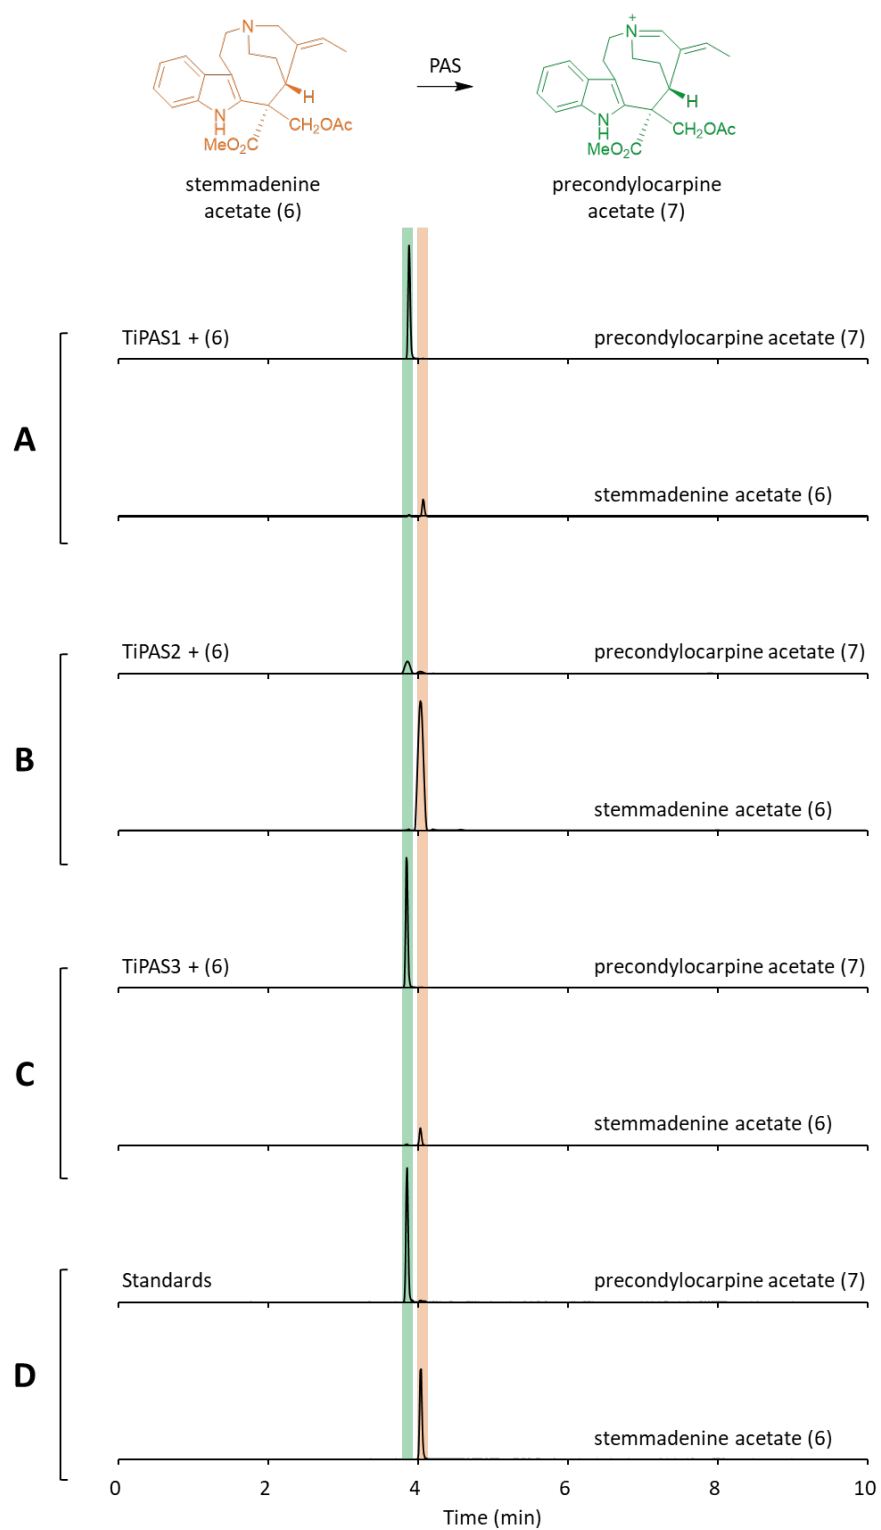 N
H
N
H
MeO₂C
CH₂OAc
PAS
+
N
H
N
H
MeO₂C
CH₂OAc
stemmadenine
acetate (6)
precondylocarpine
acetate (7)
A
TiPAS1 + (6)
precondylocarpine acetate (7)
stemmadenine acetate (6)
B
TiPAS2 + (6)
precondylocarpine acetate (7)
stemmadenine acetate (6)
C
TiPAS3 + (6)
precondylocarpine acetate (7)
stemmadenine acetate (6)
D
Standards
precondylocarpine acetate (7)
stemmadenine acetate (6)
0 2 4 6 8 10
Time (min)